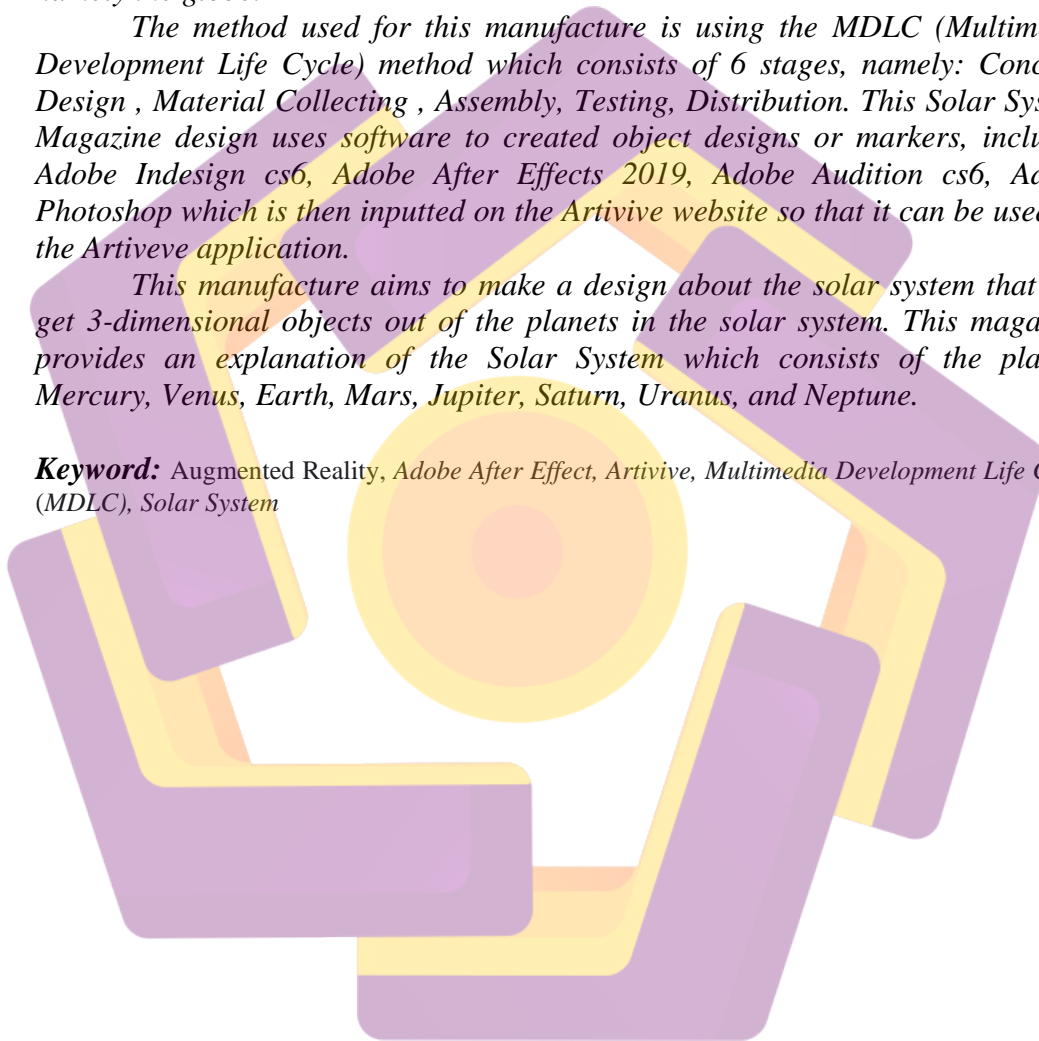 namely the globe.
The method used for this manufacture is using the MDLC (Multim
Development Life Cycle) method which consists of 6 stages, namely: Conc
Design , Material Collecting , Assembly, Testing, Distribution. This Solar Sys
Magazine design uses software to created object designs or markers, inclu
Adobe Indesign cs6, Adobe After Effects 2019, Adobe Audition cs6, Ad
Photoshop which is then inputted on the Artivive website so that it can be used
the Artiveve application.
This manufacture aims to make a design about the solar system that
get 3-dimensional objects out of the planets in the solar system. This maga
provides an explanation of the Solar System which consists of the pla
Mercury, Venus, Earth, Mars, Jupiter, Saturn, Uranus, and Neptune.
Keyword: Augmented Reality, Adobe After Effect, Artivive, Multimedia Development Life C
(MDLC), Solar System